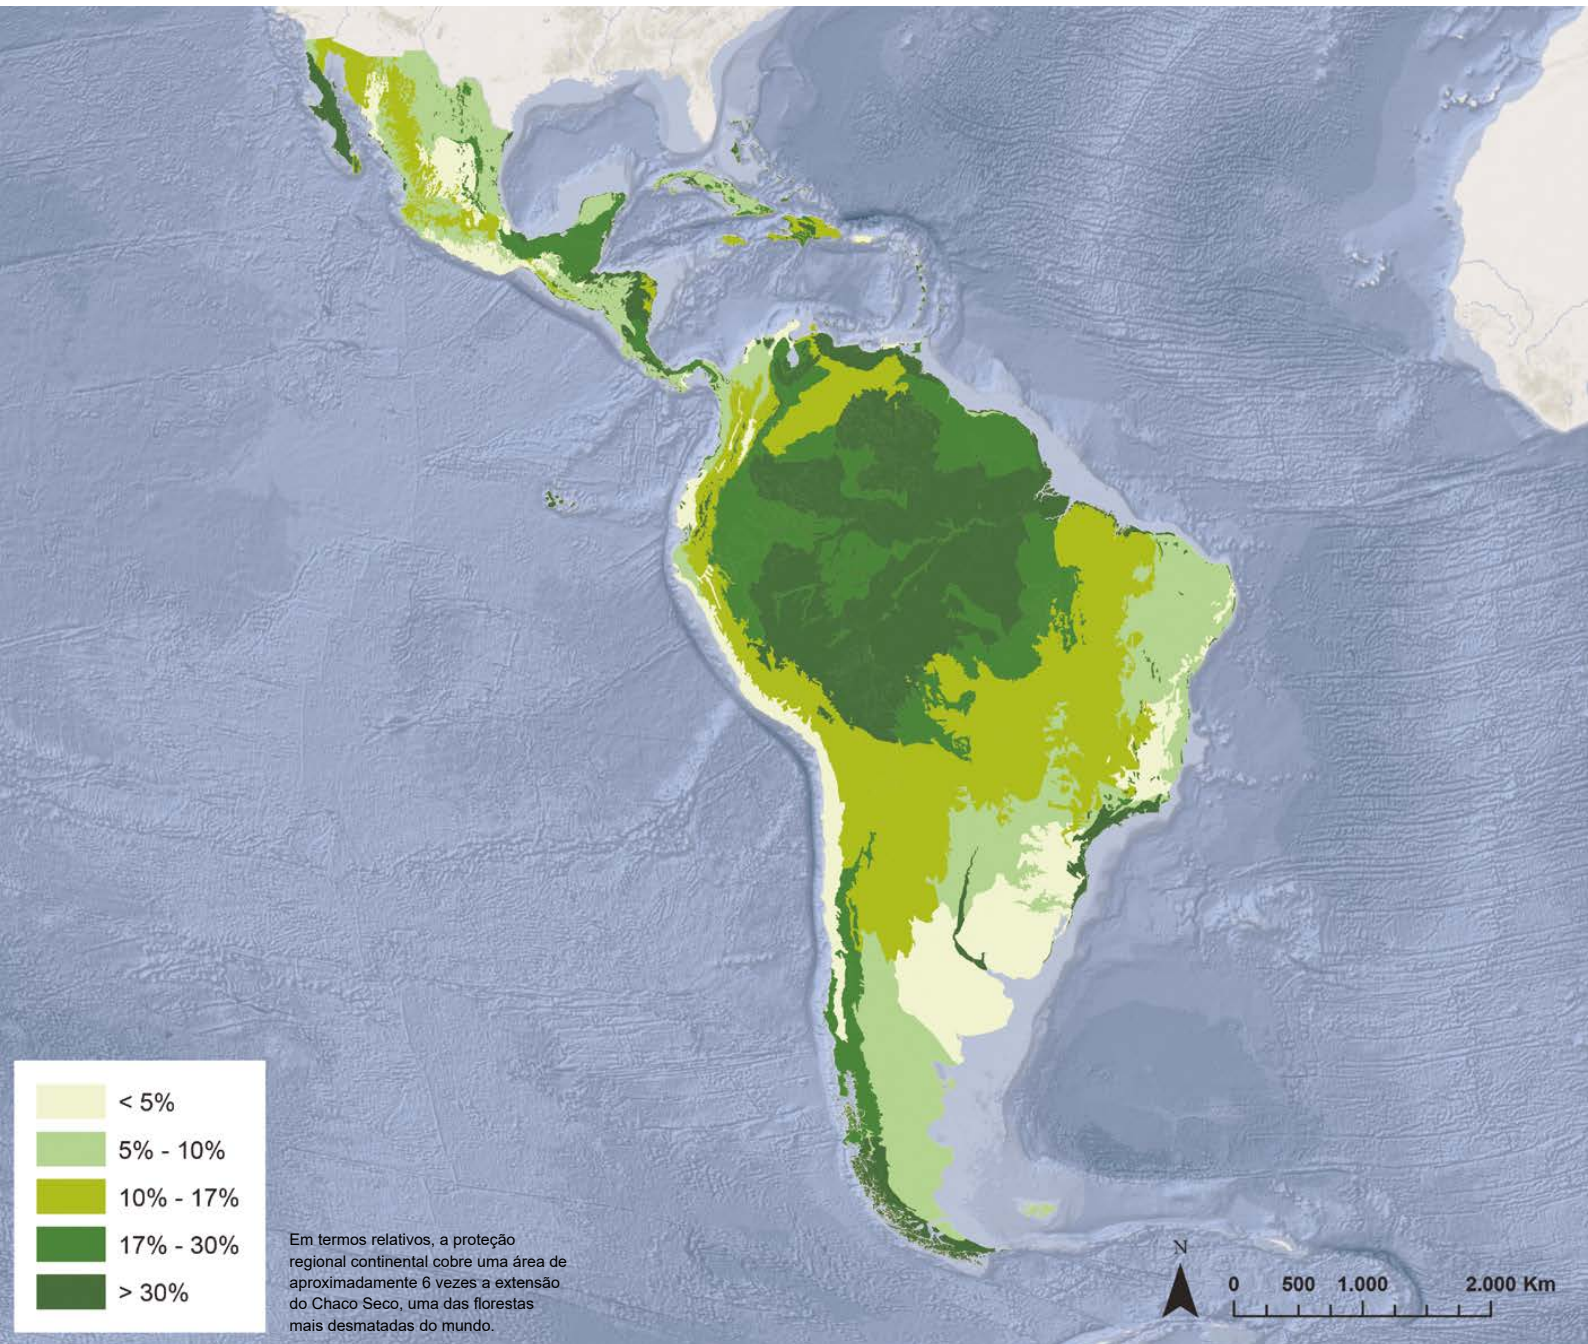 < 5%
5% - 10%
10% - 17%
17% - 30%
> 30%
Em termos relativos, a proteção
regional continental cobre uma área de
aproximadamente 6 vezes a extensão
do Chaco Seco, uma das florestas
mais desmatadas do mundo.
N
0 500 1.000 2.000 Km